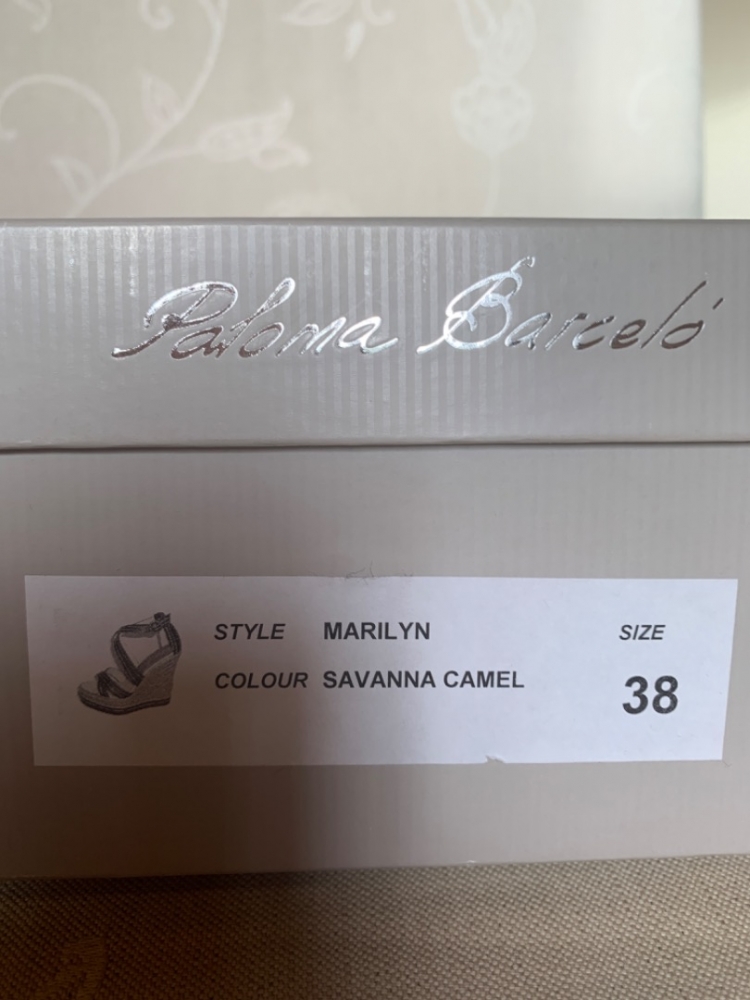 Paloma Barceló
STYLE MARILYN SIZE
COLOUR SAVANNA CAMEL 38